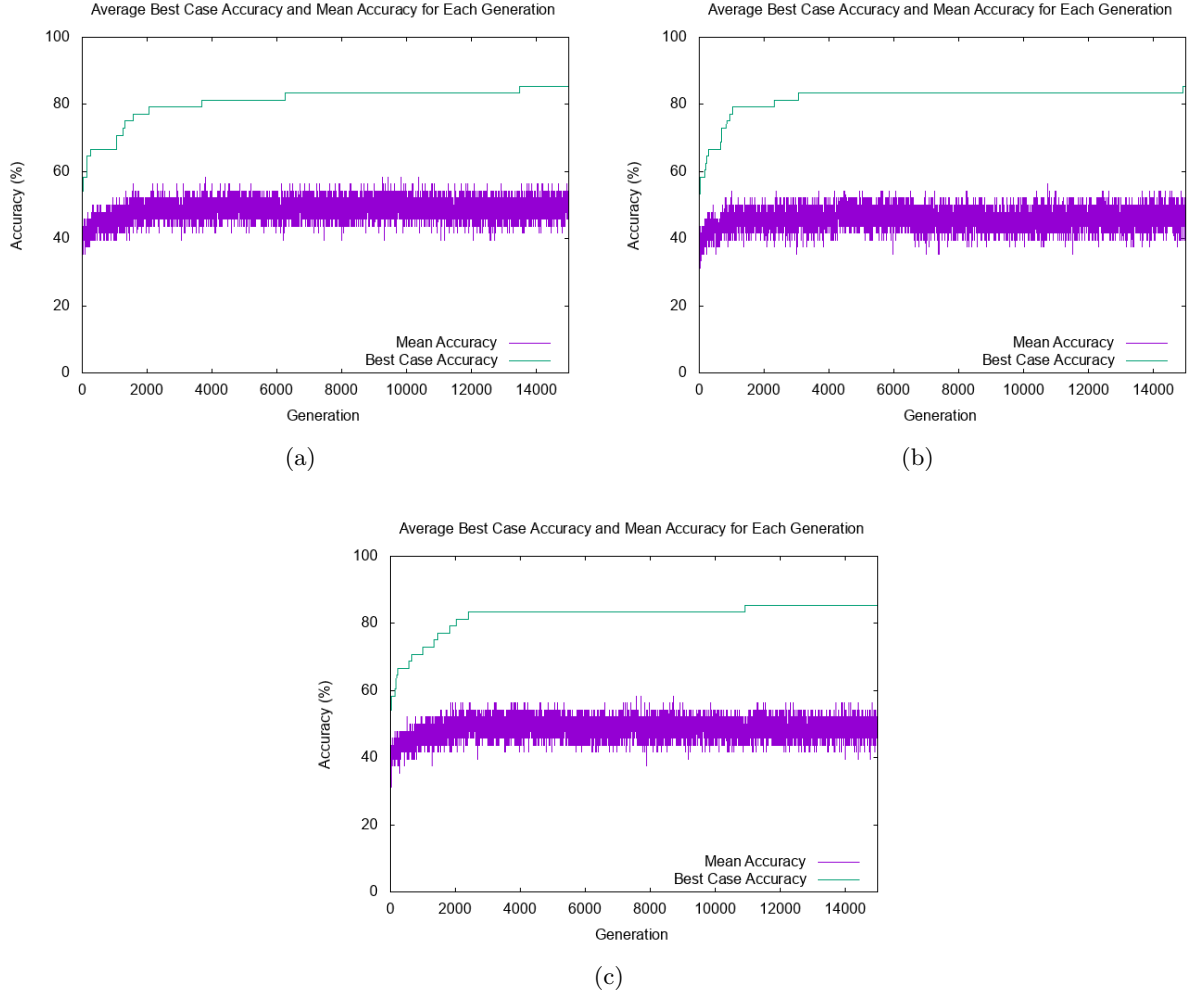 Average Best Case Accuracy and Mean Accuracy for Each Generation
100
80
60
40
20
0
Accuracy (%)
Mean Accuracy
Best Case Accuracy
0 2000 4000 6000 8000 10000 12000 14000
Generation
(a)
Average Best Case Accuracy and Mean Accuracy for Each Generation
100
80
60
40
20
0
Accuracy (%)
Mean Accuracy
Best Case Accuracy
0 2000 4000 6000 8000 10000 12000 14000
Generation
(b)
Average Best Case Accuracy and Mean Accuracy for Each Generation
100
80
60
40
20
0
Accuracy (%)
Mean Accuracy
Best Case Accuracy
0 2000 4000 6000 8000 10000 12000 14000
Generation
(c)